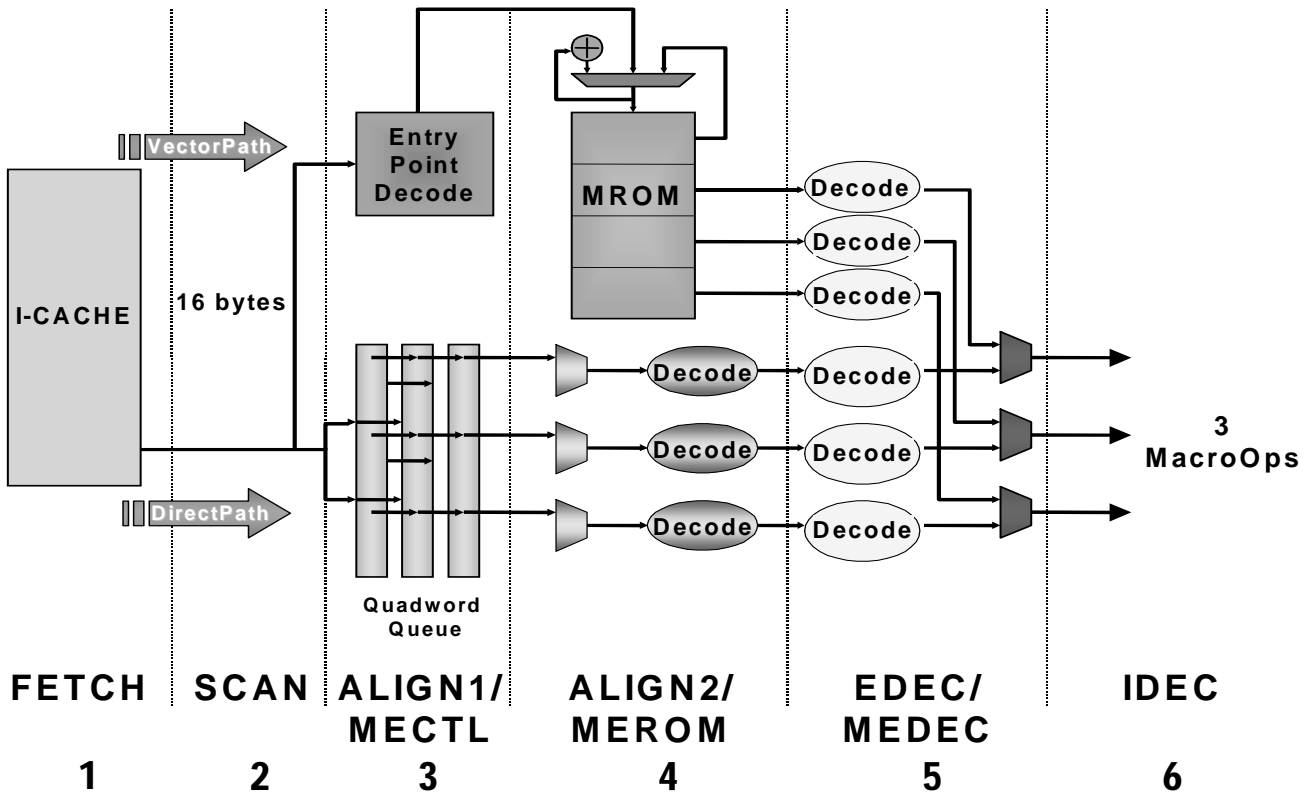 VectorPath
Entry
Point
Decode
MROM
Decode
Decode
Decode
I-CACHE
16 bytes
Decode
Decode
Decode
Decode
Decode
Decode
3
MacroOps
DirectPath
Quadword
Queue
FETCH
SCAN
ALIGN1/
MECTL
ALIGN2/
MEROM
EDEC/
MEDEC
IDEC
1
2
3
4
5
6